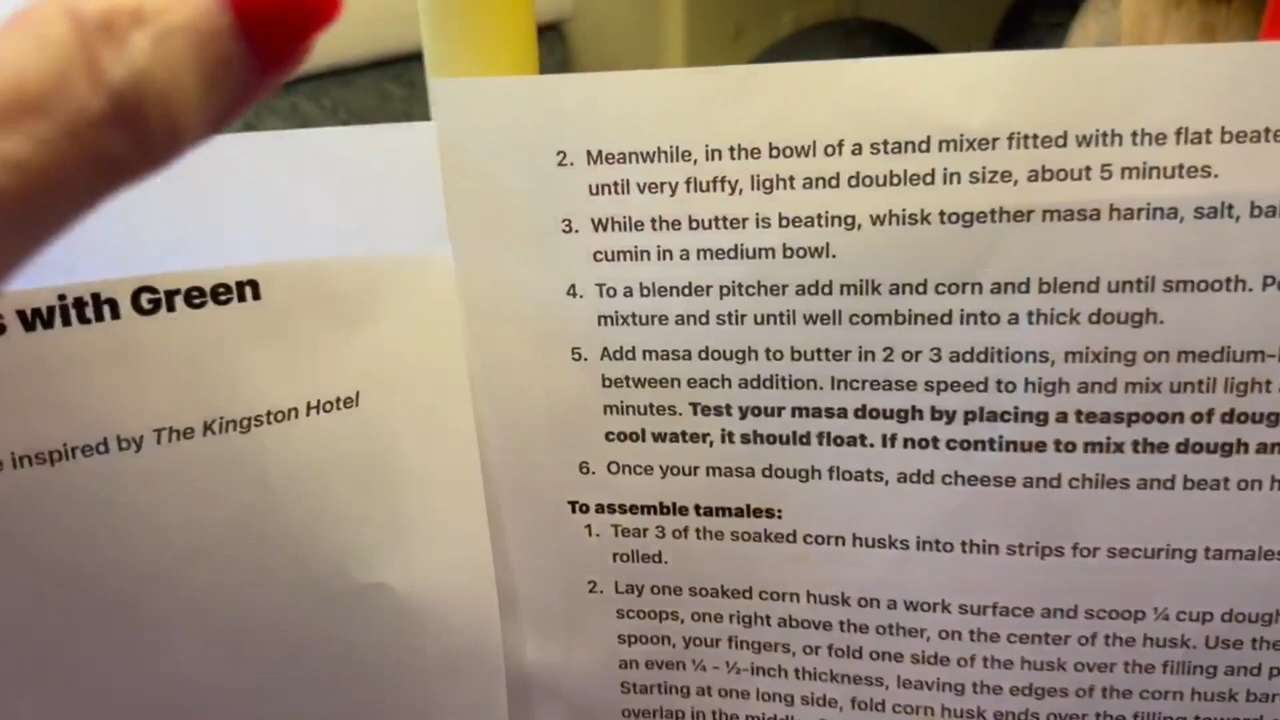 with Green
inspired by The Kingston Hotel
2. Meanwhile, in the bowl of a stand mixer fitted with the flat
until very fluffy, light and doubled in size, about 5 minutes.
3. While the butter is beating, whisk together masa harina, salt,
cumin in a medium bowl.
4. To a blender pitcher add milk and corn and blend until smooth.
mixture and stir until well combined into a thick dough.
5. Add masa dough to butter in 2 or 3 additions, mixing on
between each addition. Increase speed to high and mix until light
minutes. Test your masa dough by placing a teaspoon of
cool water, it should float. If not continue to mix the dough
6. Once your masa dough floats, add cheese and chiles and beat on
To assemble tamales:
1. Tear 3 of the soaked corn husks into thin strips for securing tamales
rolled.
2. Lay one soaked corn husk on a work surface and scoop ¼ cup
scoops, one right above the other, on the center of the husk. Use the
spoon, your fingers, or fold one side of the husk over the filling and
an even ¼ - ½-inch thickness, leaving the edges of the corn husk
Starting at one long side, fold corn husk ends over the filling
overlap in the